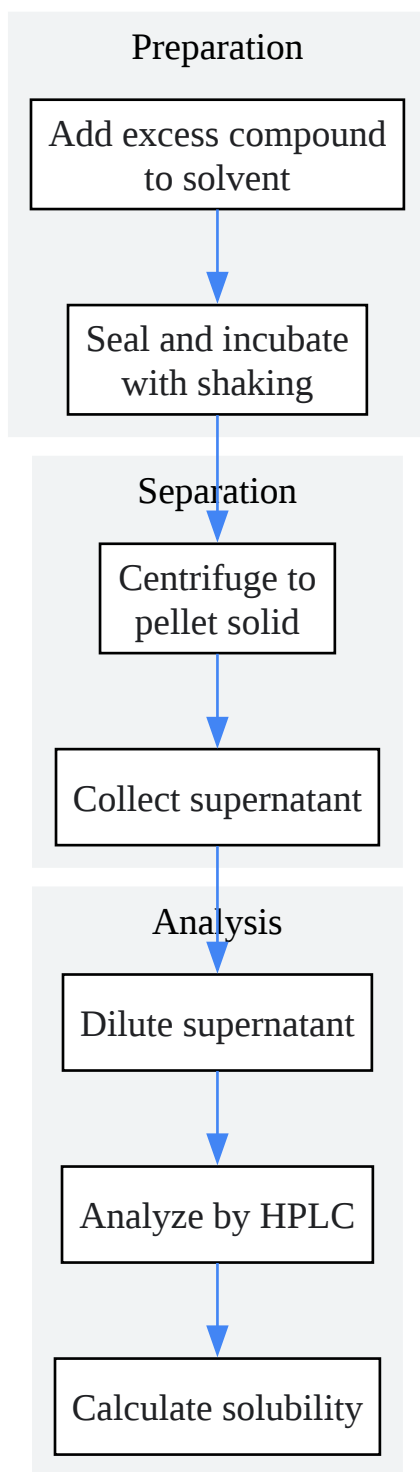 Preparation
Add excess compound
to solvent
Seal and incubate
with shaking
Separation
Centrifuge to
pellet solid
Collect supernatant
Analysis
Dilute supernatant
Analyze by HPLC
Calculate solubility